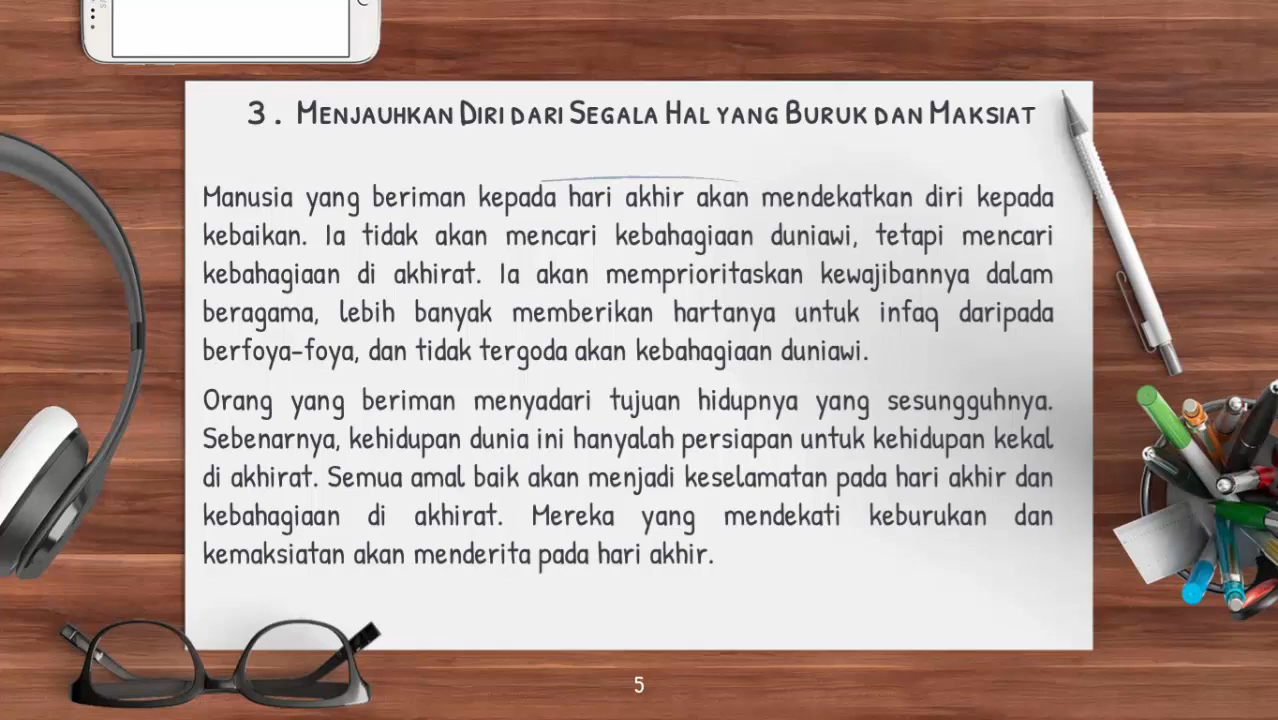 3. MENJAUHKAN DIRI DARI SEGALA HAL YANG BURUK DAN MAKSIAT
Manusia yang beriman kepada hari akhir akan mendekatkan diri kepada
kebaikan. Ia tidak akan mencari kebahagiaan duniawi, tetapi mencari
kebahagiaan di akhirat. Ia akan memprioritaskan kewajibannya dalam
beragama, lebih banyak memberikan hartanya untuk infaq daripada
berfoya-foya, dan tidak tergoda akan kebahagiaan duniawi.
Orang yang beriman menyadari tujuan hidupnya yang sesungguhnya.
Sebenarnya, kehidupan dunia ini hanyalah persiapan untuk kehidupan kekal
di akhirat. Semua amal baik akan menjadi keselamatan pada hari akhir dan
kebahagiaan di akhirat. Mereka yang mendekati keburukan dan
kemaksiatan akan menderita pada hari akhir.
5